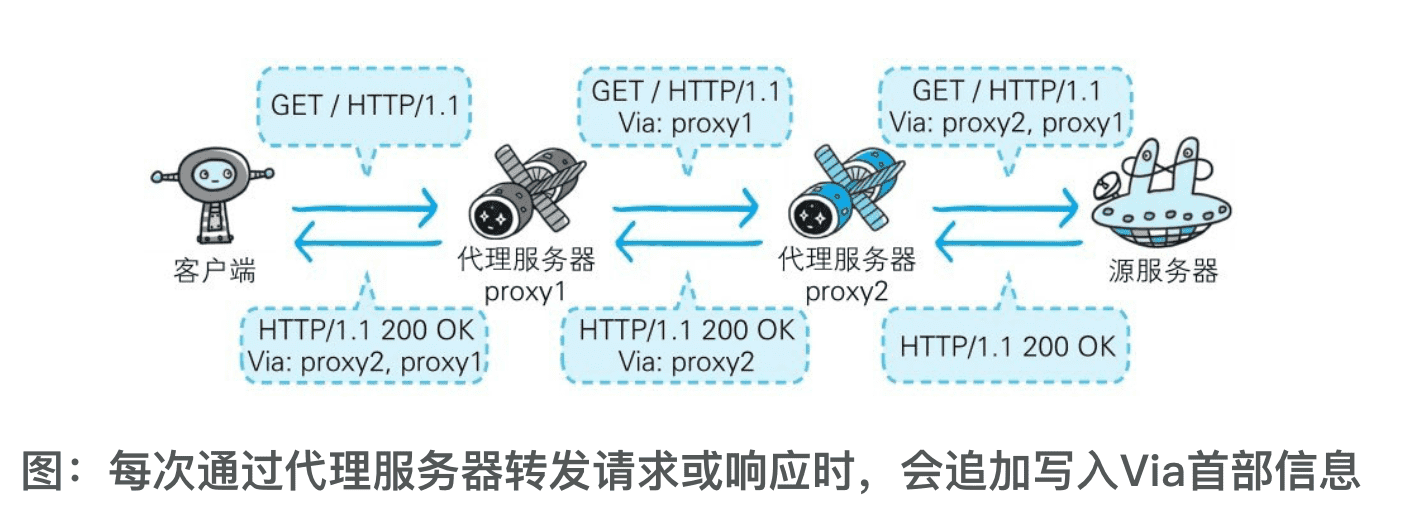 GET / HTTP/1.1
GET / HTTP/1.1
Via: proxy1
GET / HTTP/1.1
Via: proxy2, proxy1
客户端
代理服务器
proxy1
代理服务器
proxy2
源服务器
HTTP/1.1 200 OK
Via: proxy2, proxy1
HTTP/1.1 200 OK
Via: proxy2
HTTP/1.1 200 OK
图：每次通过代理服务器转发请求或响应时，会追加写入Via首部信息